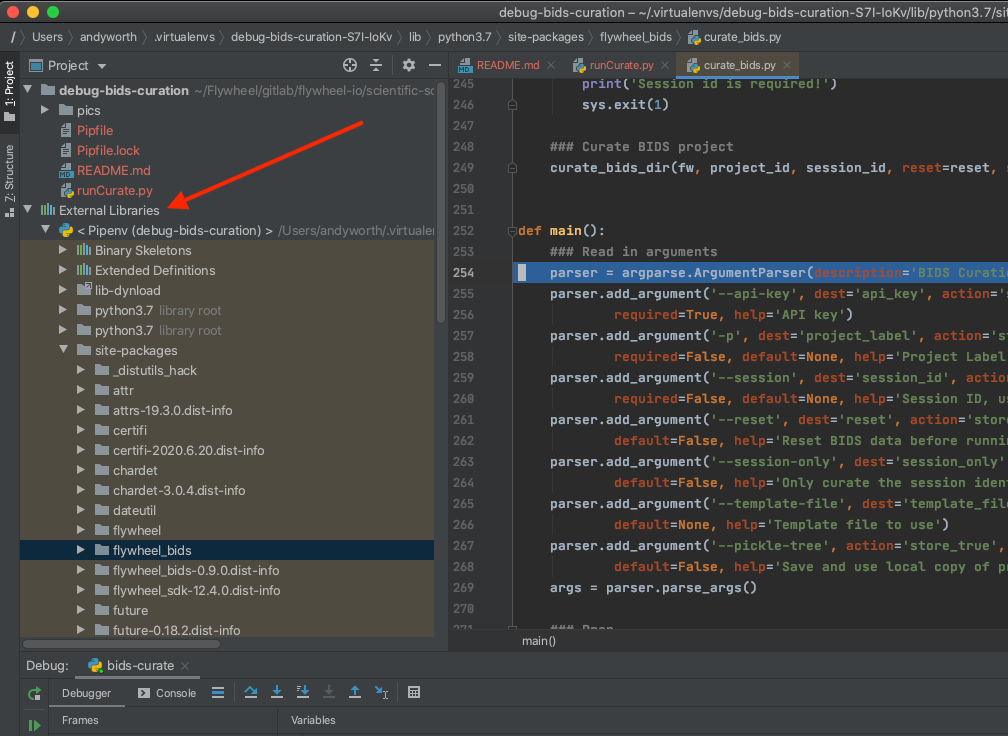 debug-bids-curation – ~/.virtualenvs/debug-bids-curation-S7I-IoKv/lib/python3.7/sit
/ Users andyworth .virtualenvs debug-bids-curation-S7I-IoKv lib python3.7 site-packages flywheel_bids curate_bids.py
Project
README.md runCurate.py curate_bids.py
1: Project
Z: Structure
debug-bids-curation ~/Flywheel/gitlab/flywheel-io/scientific-so
pics
Pipfile
Pipfile.lock
README.md
runCurate.py
External Libraries
< Pipenv (debug-bids-curation) > /Users/andyworth/.virtualen
Binary Skeletons
Extended Definitions
lib-dynload
python3.7 library root
python3.7 library root
site-packages
_distutils_hack
attr
attrs-19.3.0.dist-info
certifi
certifi-2020.6.20.dist-info
chardet
chardet-3.0.4.dist-info
dateutil
flywheel
flywheel_bids
flywheel_bids-0.9.0.dist-info
flywheel_sdk-12.4.0.dist-info
future
future-0.18.2.dist-info
245 print('Session id is required!')
246 sys.exit(1)
247
248 ### Curate BIDS project
249 curate_bids_dir(fw, project_id, session_id, reset=reset, s
250
251
252 def main():
253 ### Read in arguments
254 parser = argparse.ArgumentParser(description='BIDS Curatio
255 parser.add_argument('--api-key', dest='api_key', action='s
256 required=True, help='API key')
257 parser.add_argument('-p', dest='project_label', action='st
258 required=False, default=None, help='Project Label
259 parser.add_argument('--session', dest='session_id', action
260 required=False, default=None, help='Session ID, us
261 parser.add_argument('--reset', dest='reset', action='store
262 default=False, help='Reset BIDS data before runnin
263 parser.add_argument('--session-only', dest='session_only'
264 default=False, help='Only curate the session ident
265 parser.add_argument('--template-file', dest='template_file
266 default=None, help='Template file to use')
267 parser.add_argument('--pickle-tree', action='store_true',
268 default=False, help='Save and use local copy of pr
269 args = parser.parse_args()
270
main()
Debug: bids-curate
Debugger Console
Frames Variables